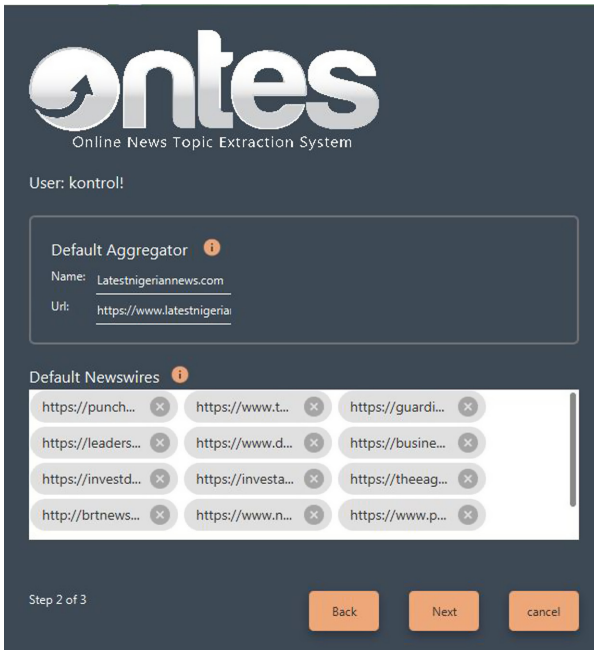 ontes
Online News Topic Extraction System
User: kontrol!
Default Aggregator i
Name: Latestnigeriannews.com
Url: https://www.latestnigeria
Default Newswires i
https://punch... https://www.t... https://guardi...
https://leaders... https://www.d... https://busine...
https://investd... https://investa... https://theeag...
http://brtnews... https://www.n... https://www.p...
Step 2 of 3
Back Next cancel